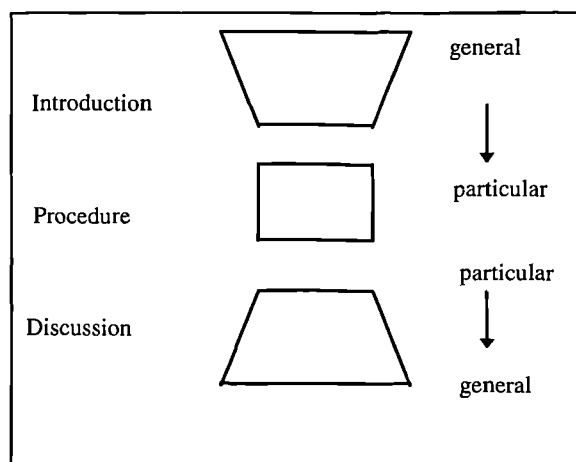 general
Introduction
particular
Procedure
particular
Discussion
general